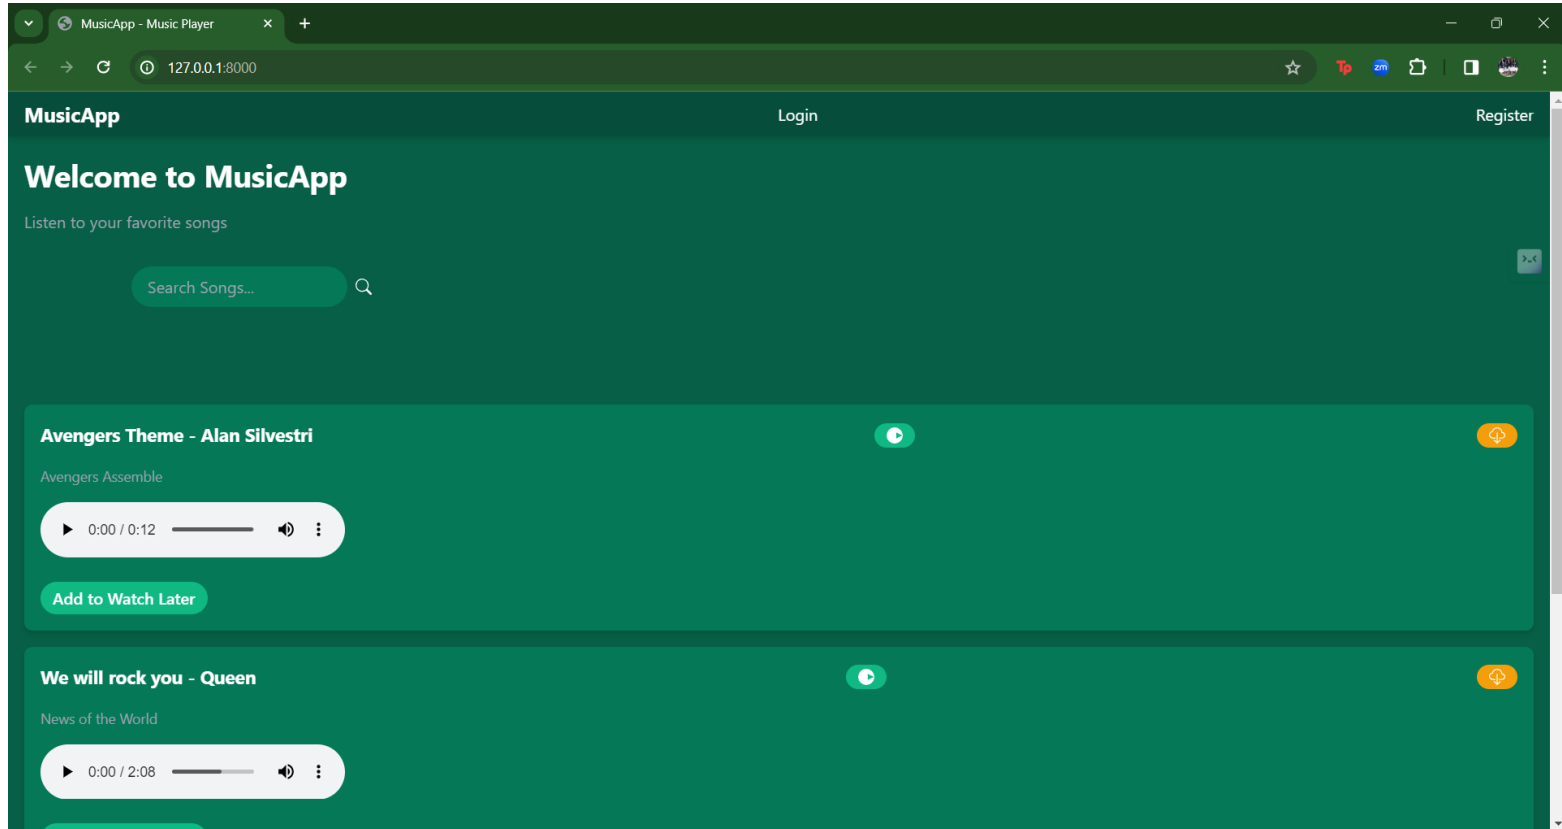 MusicApp - Music Player
127.0.0.1:8000
Tp
zm
MusicApp
Login
Register
Welcome to MusicApp
Listen to your favorite songs
Search Songs...
Avengers Theme - Alan Silvestri
Avengers Assemble
0:00 / 0:12
Add to Watch Later
We will rock you - Queen
News of the World
0:00 / 2:08